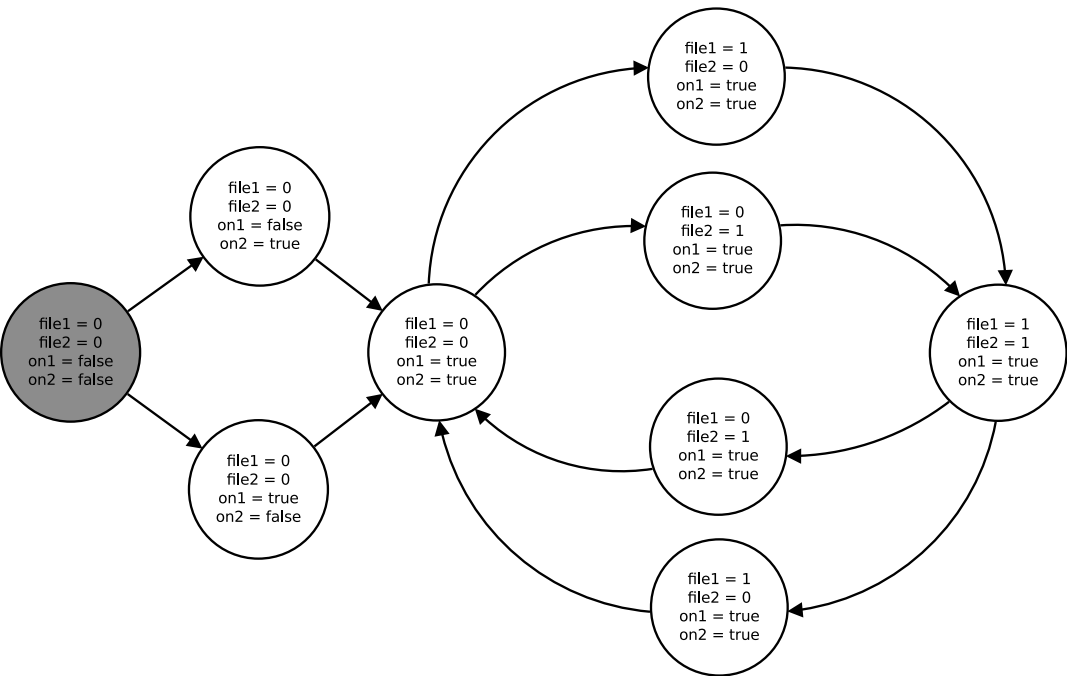 file1 = 1
file2 = 0
on1 = true
on2 = true
file1 = 0
file2 = 0
on1 = false
on2 = true
file1 = 0
file2 = 1
on1 = true
on2 = true
file1 = 0
file2 = 0
on1 = false
on2 = false
file1 = 0
file2 = 0
on1 = true
on2 = true
file1 = 1
file2 = 1
on1 = true
on2 = true
file1 = 0
file2 = 1
on1 = true
on2 = true
file1 = 0
file2 = 0
on1 = true
on2 = false
file1 = 1
file2 = 0
on1 = true
on2 = true